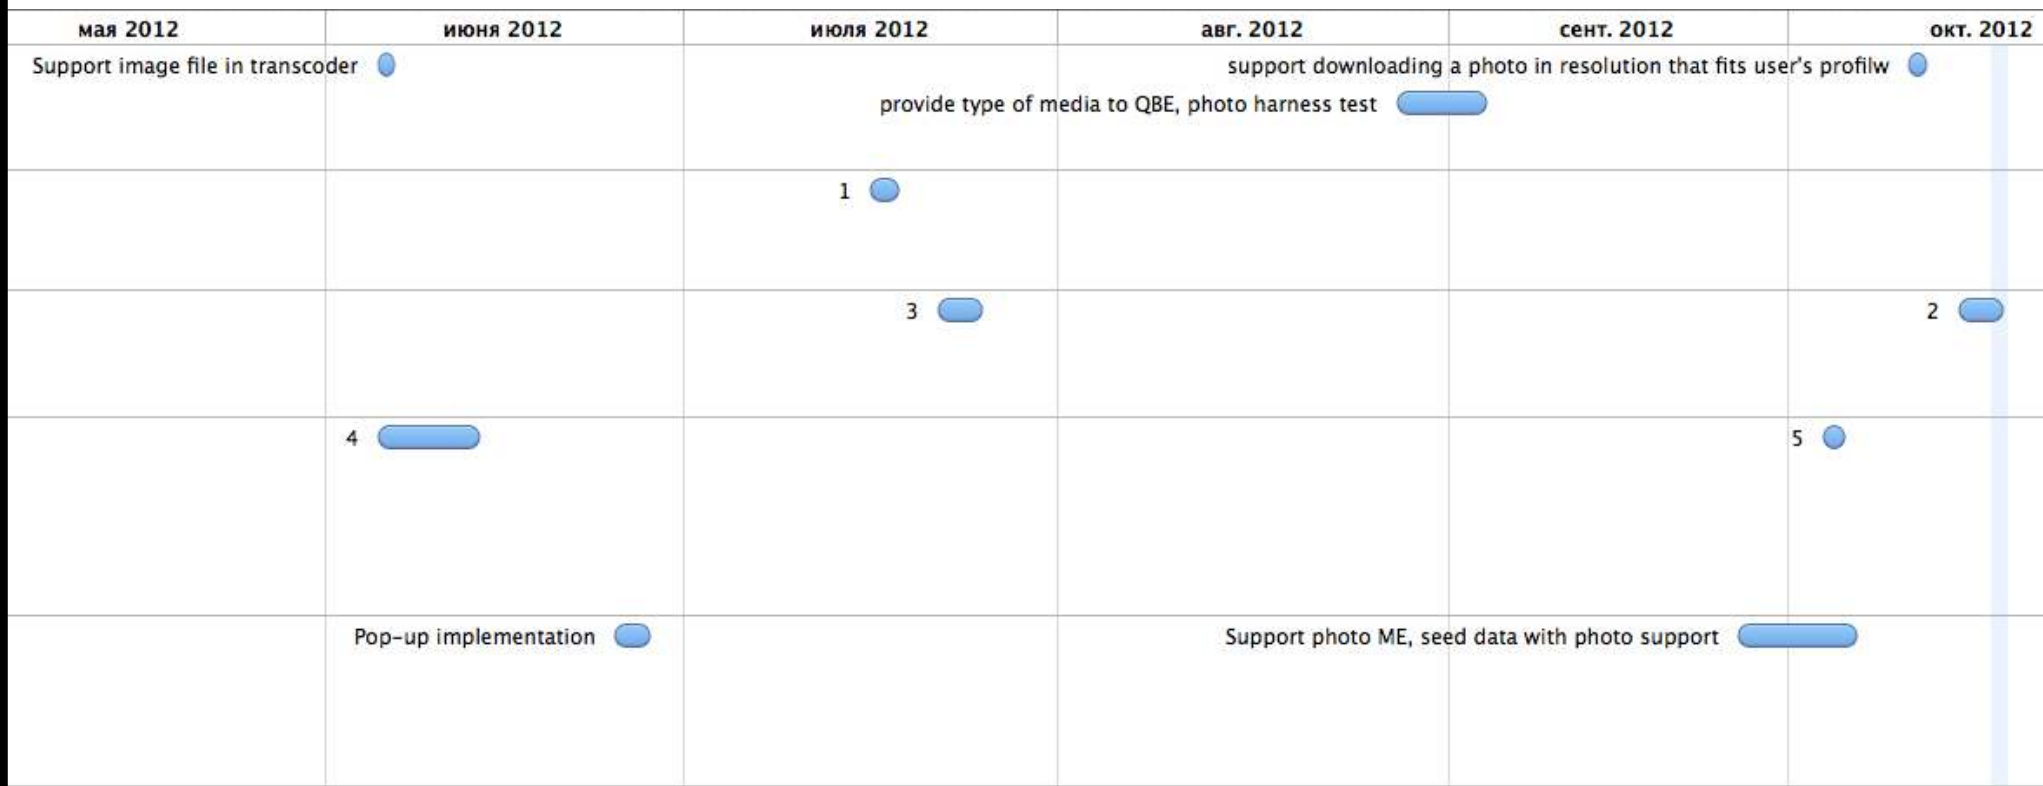 мая 2012 июня 2012 июля 2012 авг. 2012 сент. 2012 окт. 2012
Support image file in transcoder support downloading a photo in resolution that fits user's profilw
provide type of media to QBE, photo harness test
1
3 2
4 5
Pop-up implementation Support photo ME, seed data with photo support